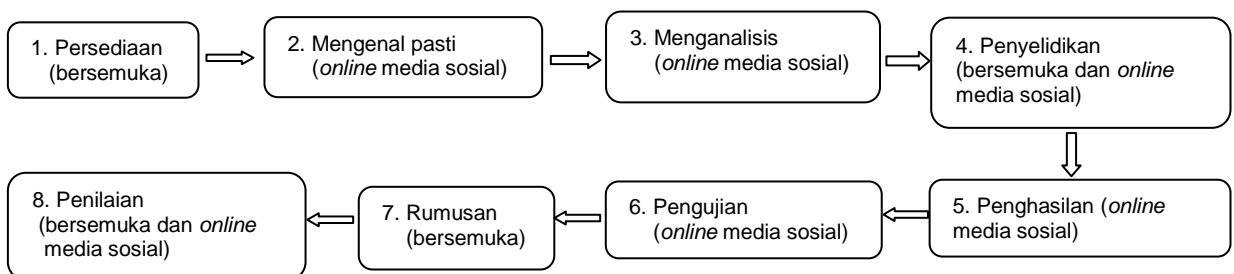 1. Persediaan
(bersemuka)
2. Mengenal pasti
(online media sosial)
3. Menganalisis
(online media sosial)
4. Penyelidikan
(bersemuka dan online
media sosial)
5. Penghasilan (online
media sosial)
6. Pengujian
(online media sosial)
7. Rumusan
(bersemuka)
8. Penilaian
(bersemuka dan online
media sosial)